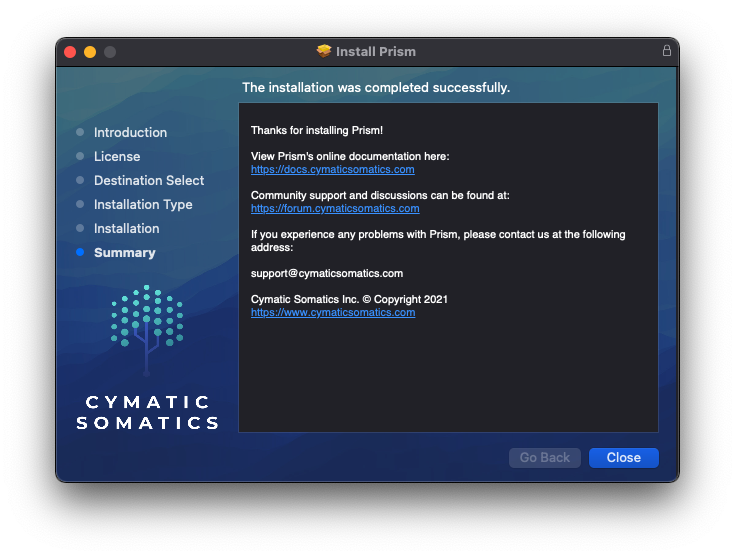 Install Prism
The installation was completed successfully.
Introduction
License
Destination Select
Installation Type
Installation
Summary
CYMATIC
SOMATICS
Thanks for installing Prism!
View Prism's online documentation here:
https://docs.cymaticsomatics.com
Community support and discussions can be found at:
https://forum.cymaticsomatics.com
If you experience any problems with Prism, please contact us at the following
address:
support@cymaticsomatics.com
Cymatic Somatics Inc. © Copyright 2021
https://www.cymaticsomatics.com
Go Back
Close